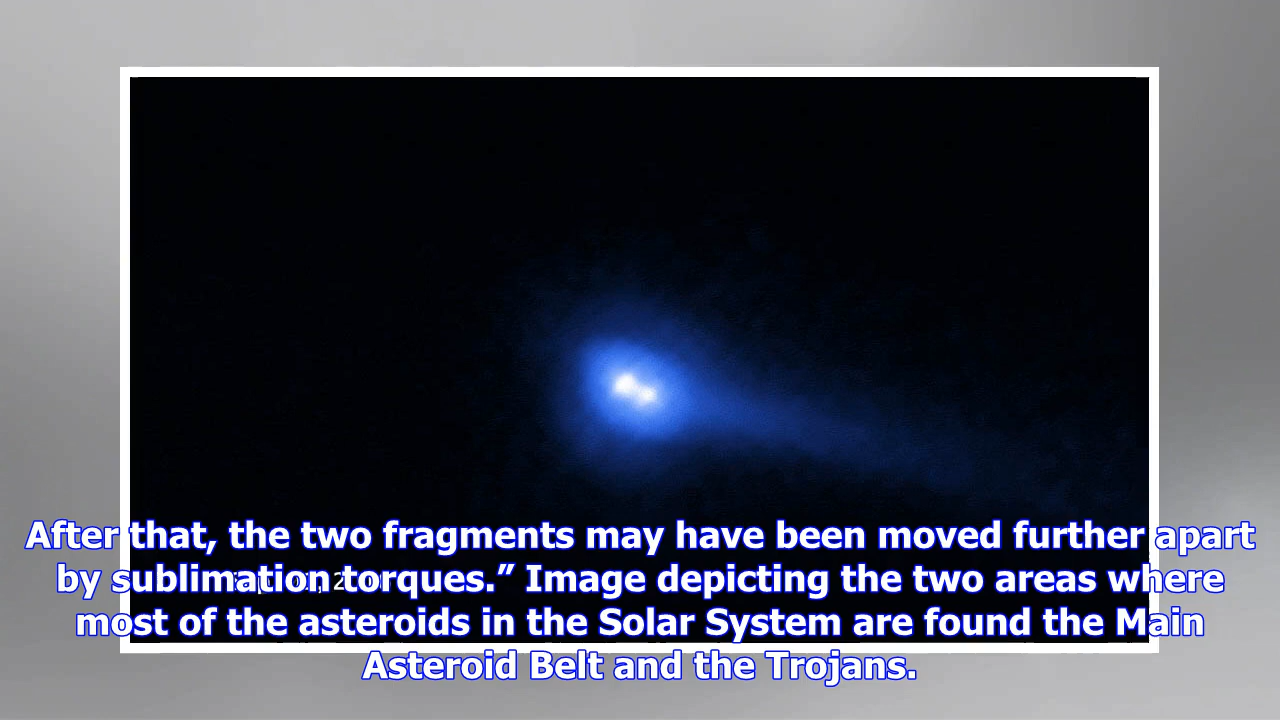 After that, the two fragments may have been moved further apart
by sublimation torques.” Image depicting the two areas where
most of the asteroids in the Solar System are found the Main
Asteroid Belt and the Trojans.